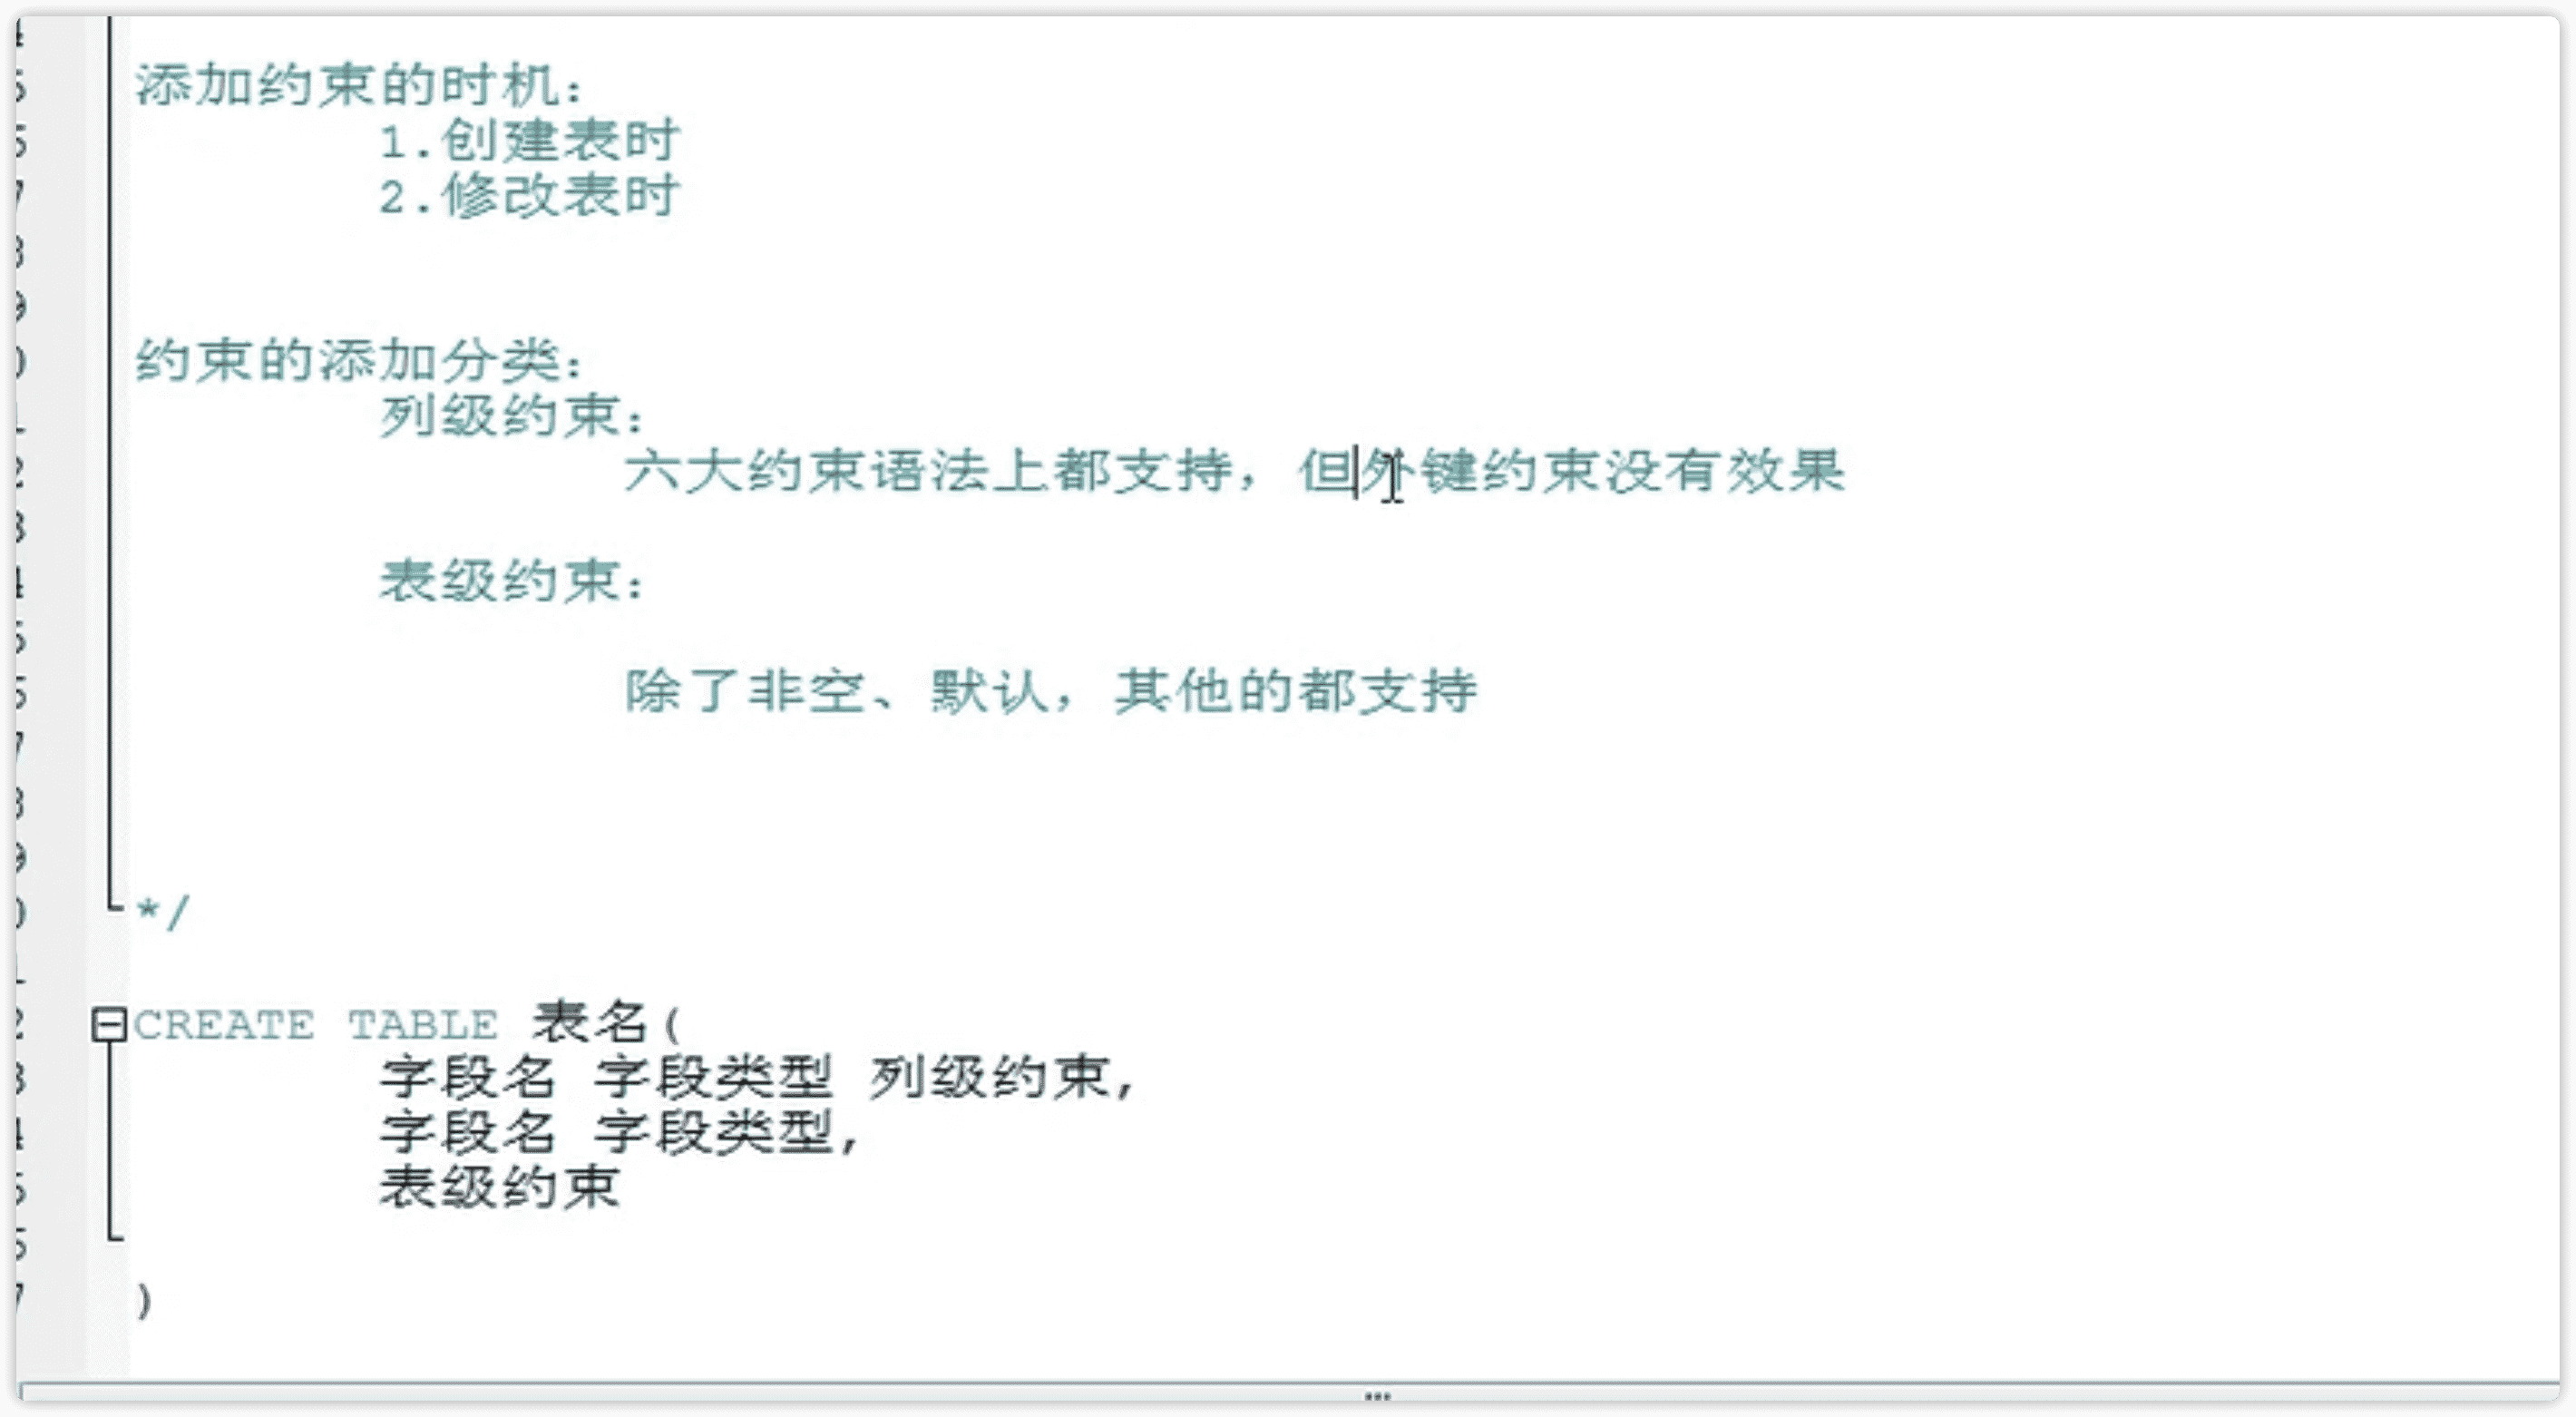 添加约束的时机：
1.创建表时
2.修改表时
约束的添加分类：
列级约束：
六大约束语法上都支持，但外键约束没有效果
表级约束：
除了非空、默认，其他的都支持
*/
CREATE TABLE 表名(
字段名 字段类型 列级约束,
字段名 字段类型,
表级约束
)